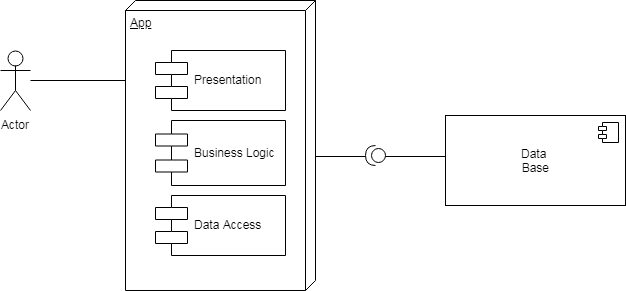 App
Presentation
Actor
Business Logic
Data
Base
Data Access